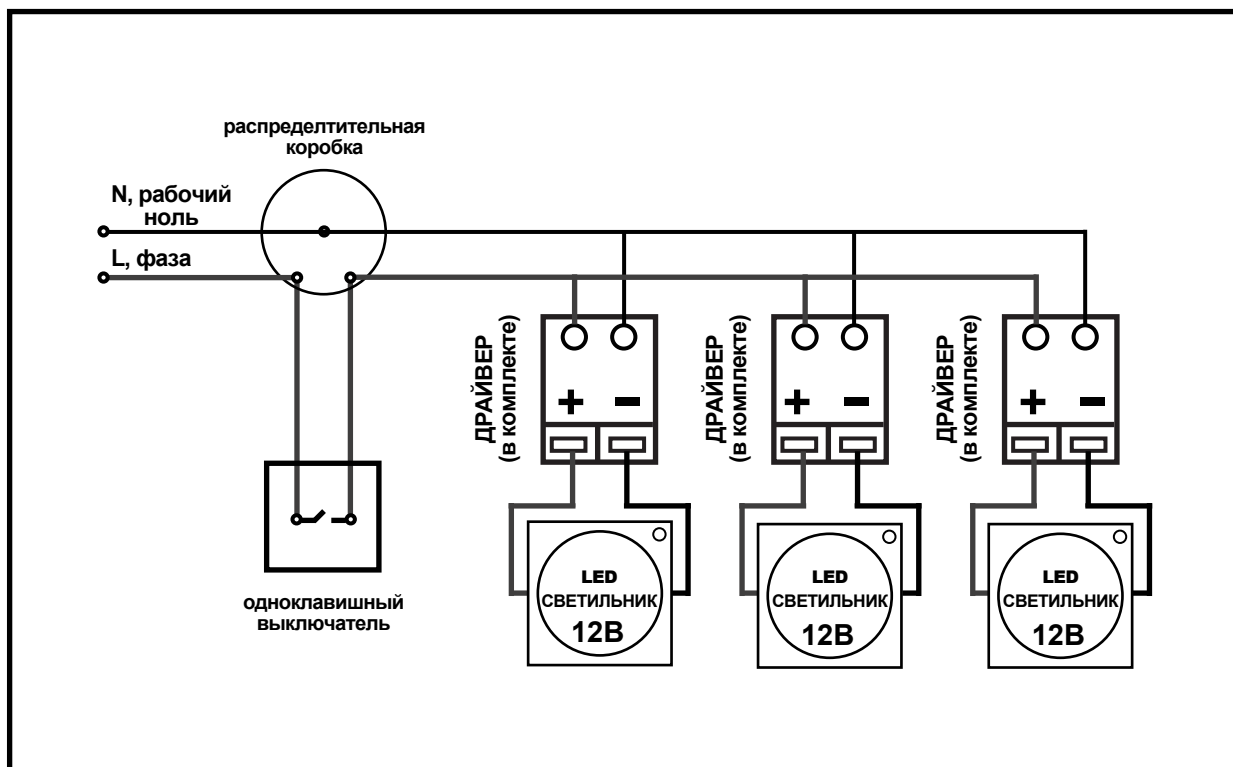 распределтительная
коробка
N, рабочий
ноль
L, фаза
ДРАЙВЕР
(в комплекте)
+ −
ДРАЙВЕР
(в комплекте)
+ −
ДРАЙВЕР
(в комплекте)
+ −
LED
СВЕТИЛЬНИК
12В
LED
СВЕТИЛЬНИК
12В
LED
СВЕТИЛЬНИК
12В
одноклавишный
выключатель